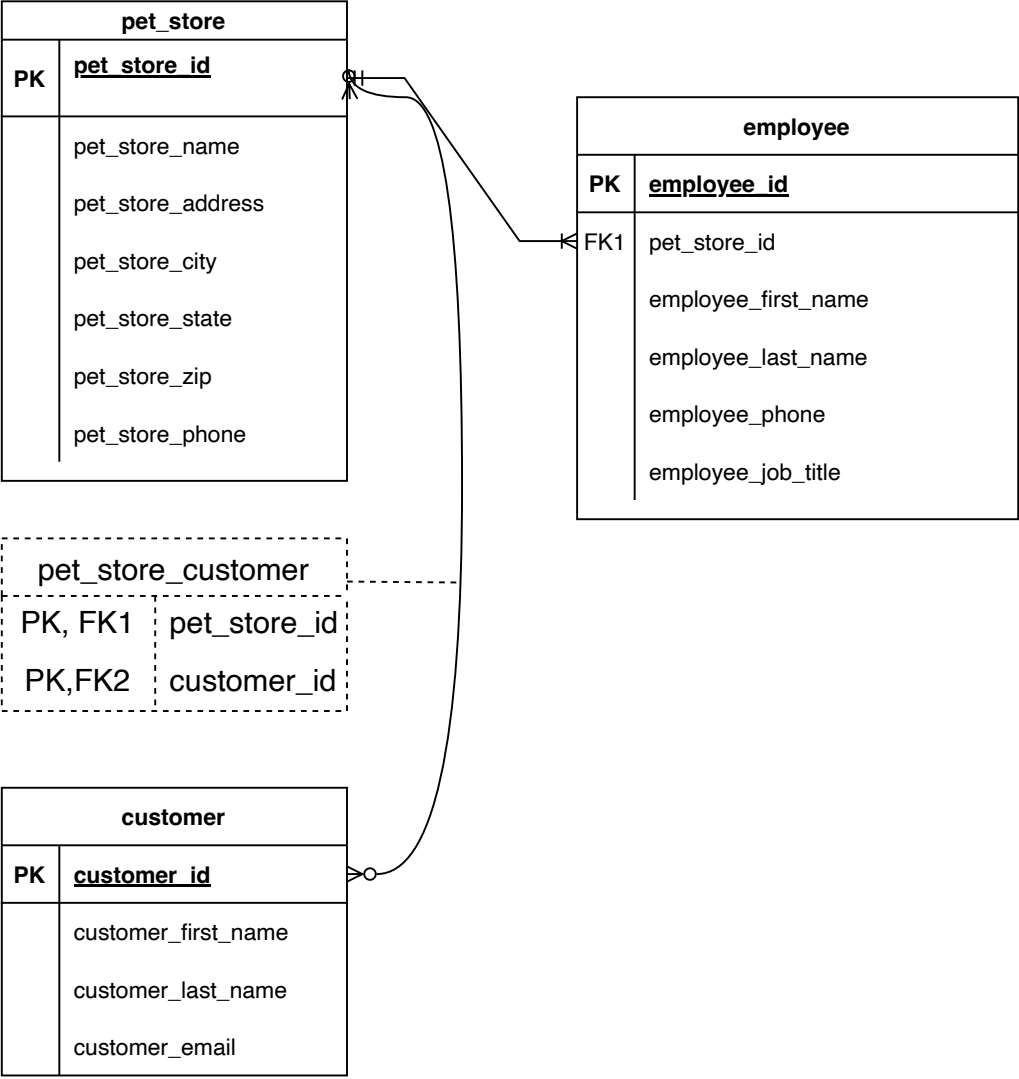 pet_store
PK pet_store_id
pet_store_name
pet_store_address
pet_store_city
pet_store_state
pet_store_zip
pet_store_phone
employee
PK employee_id
FK1 pet_store_id
employee_first_name
employee_last_name
employee_phone
employee_job_title
pet_store_customer
PK, FK1 pet_store_id
PK,FK2 customer_id
customer
PK customer_id
customer_first_name
customer_last_name
customer_email